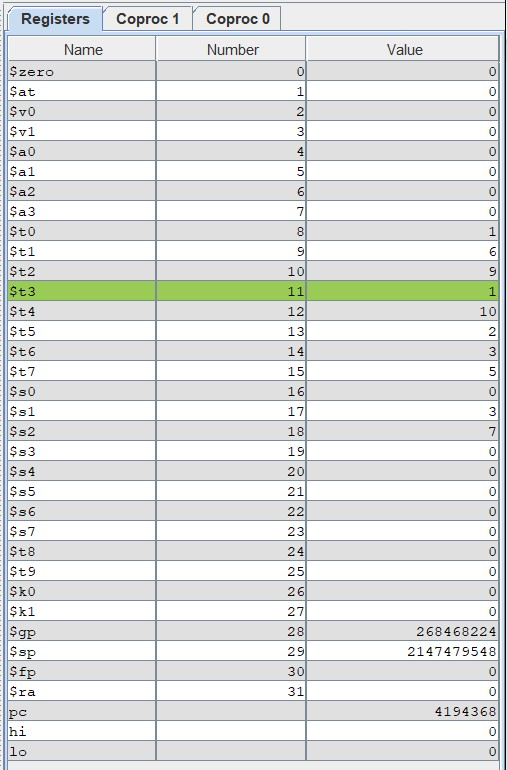 Registers Coproc 1 Coproc 0
Name Number Value
$zero 0 0
$at 1 0
$v0 2 0
$v1 3 0
$a0 4 0
$a1 5 0
$a2 6 0
$a3 7 0
$t0 8 1
$t1 9 6
$t2 10 9
$t3 11 1
$t4 12 10
$t5 13 2
$t6 14 3
$t7 15 5
$s0 16 0
$s1 17 3
$s2 18 7
$s3 19 0
$s4 20 0
$s5 21 0
$s6 22 0
$s7 23 0
$t8 24 0
$t9 25 0
$k0 26 0
$k1 27 0
$gp 28 268468224
$sp 29 2147479548
$fp 30 0
$ra 31 0
pc 4194368
hi 0
lo 0